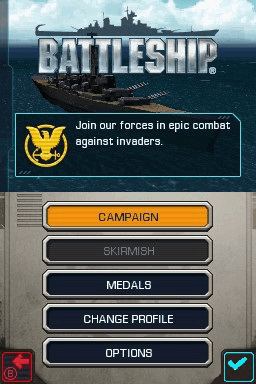 BATTLESHIP®
Join our forces in epic combat
against invaders.
CAMPAIGN
SKIRMISH
MEDALS
CHANGE PROFILE
OPTIONS
B